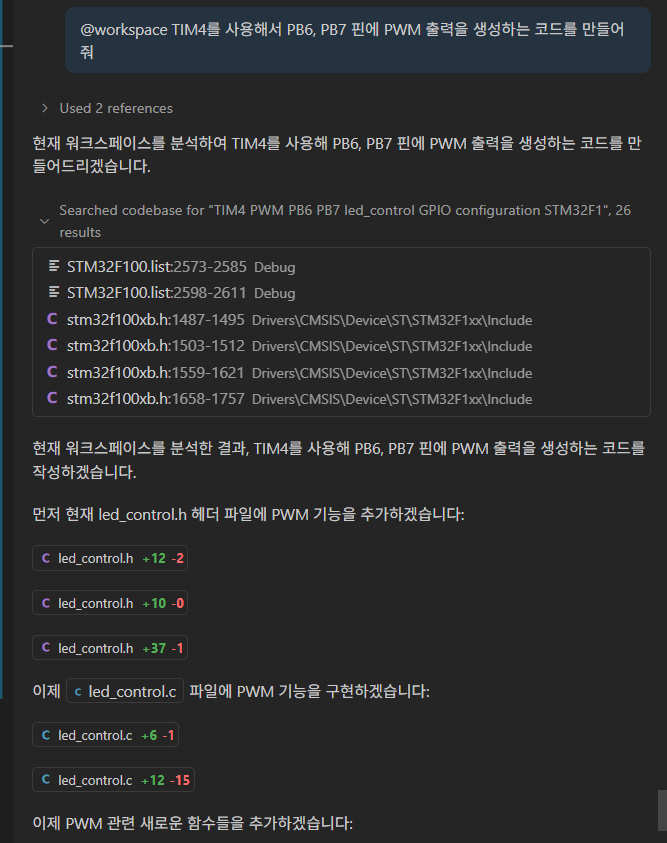 @workspace TIM4를 사용해서 PB6, PB7 핀에 PWM 출력을 생성하는 코드를 만들어
줘
Used 2 references
현재 워크스페이스를 분석하여 TIM4를 사용해 PB6, PB7 핀에 PWM 출력을 생성하는 코드를 만
들어드리겠습니다.
Searched codebase for "TIM4 PWM PB6 PB7 led_control GPIO configuration STM32F1", 26
results
STM32F100.list:2573-2585 Debug
STM32F100.list:2598-2611 Debug
C stm32f100xb.h:1487-1495 Drivers\CMSIS\Device\ST\STM32F1xx\Include
C stm32f100xb.h:1503-1512 Drivers\CMSIS\Device\ST\STM32F1xx\Include
C stm32f100xb.h:1559-1621 Drivers\CMSIS\Device\ST\STM32F1xx\Include
C stm32f100xb.h:1658-1757 Drivers\CMSIS\Device\ST\STM32F1xx\Include
현재 워크스페이스를 분석한 결과, TIM4를 사용해 PB6, PB7 핀에 PWM 출력을 생성하는 코드를
작성하겠습니다.
먼저 현재 led_control.h 헤더 파일에 PWM 기능을 추가하겠습니다:
C led_control.h +12 -2
C led_control.h +10 -0
C led_control.h +37 -1
이제 C led_control.c 파일에 PWM 기능을 구현하겠습니다:
C led_control.c +6 -1
C led_control.c +12 -15
이제 PWM 관련 새로운 함수들을 추가하겠습니다: